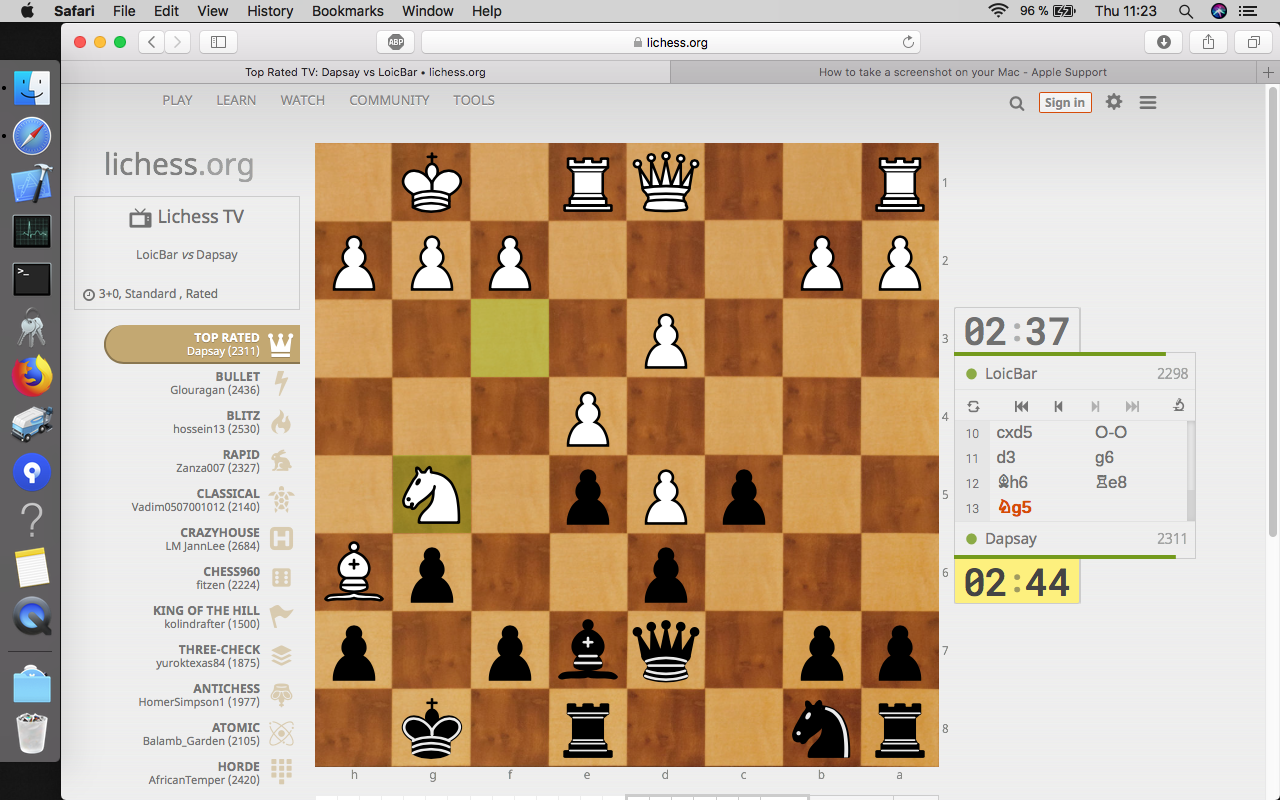 Safari File Edit View History Bookmarks Window Help 96 % Thu 11:23
ABP lichess.org
Top Rated TV: Dapsay vs LoicBar • lichess.org How to take a screenshot on your Mac - Apple Support
PLAY LEARN WATCH COMMUNITY TOOLS Sign in
lichess.org
Lichess TV
LoicBar vs Dapsay
3+0, Standard , Rated
TOP RATED
Dapsay (2311)
BULLET
Glouragan (2436)
BLITZ
hossein13 (2530)
RAPID
Zanza007 (2327)
CLASSICAL
Vadim0507001012 (2140)
CRAZYHOUSE
LM JannLee (2684)
CHESS960
fitzen (2224)
KING OF THE HILL
kolindrafter (1500)
THREE-CHECK
yuroktexas84 (1875)
ANTICHESS
HomerSimpson1 (1977)
ATOMIC
Balamb_Garden (2105)
HORDE
AfricanTemper (2420)
1
2
3
4
5
6
7
8
h g f e d c b a
02:37
LoicBar 2298
10 cxd5 O-O
11 d3 g6
12 ♗h6 ♖e8
13 ♘g5
Dapsay 2311
02:44